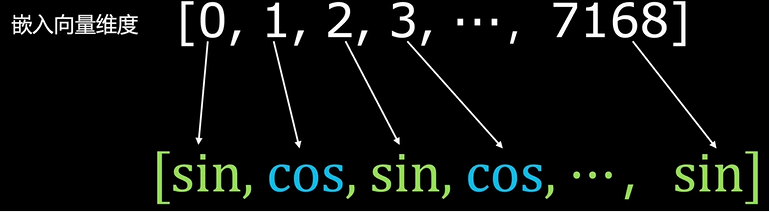 嵌入向量维度 [0, 1, 2, 3, ⋯, 7168]
[sin, cos, sin, cos, ⋯, sin]